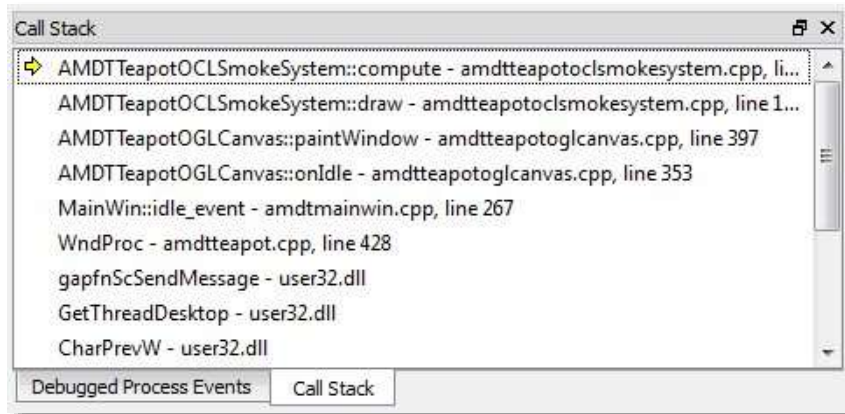 Call Stack
AMDTTeapotOCLSmokeSystem::compute - amdtteapotoclsmokesystem.cpp, li...
AMDTTeapotOCLSmokeSystem::draw - amdtteapotoclsmokesystem.cpp, line 1...
AMDTTeapotOGLCanvas::paintWindow - amdtteapotoglcanvas.cpp, line 397
AMDTTeapotOGLCanvas::onIdle - amdtteapotoglcanvas.cpp, line 353
MainWin::idle_event - amdtmainwin.cpp, line 267
WndProc - amdtteapot.cpp, line 428
gapfnScSendMessage - user32.dll
GetThreadDesktop - user32.dll
CharPrevW - user32.dll
Debugged Process Events Call Stack